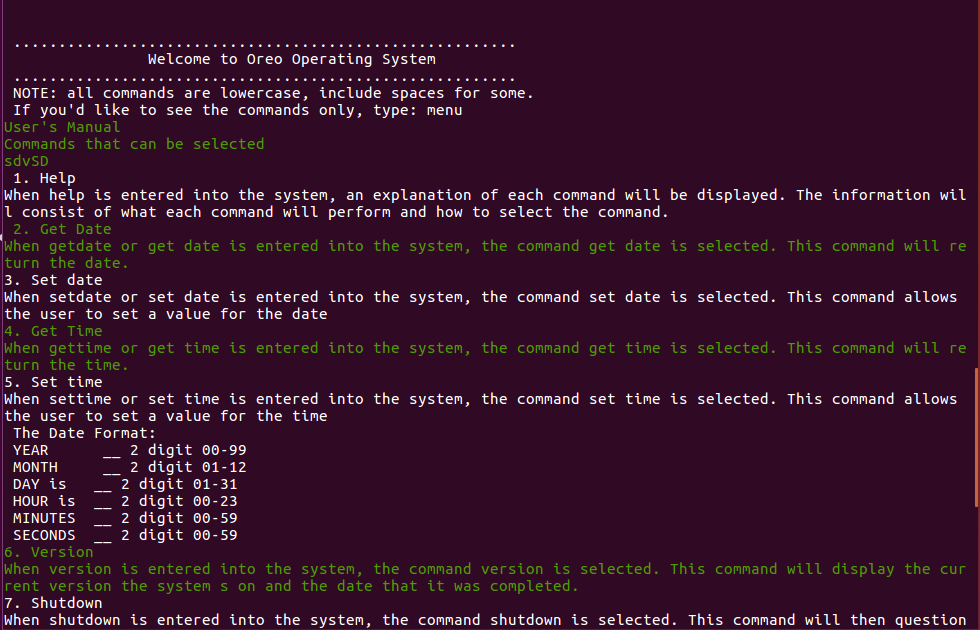 ........................................................
Welcome to Oreo Operating System
........................................................
NOTE: all commands are lowercase, include spaces for some.
If you'd like to see the commands only, type: menu
User's Manual
Commands that can be selected
sdvSD
1. Help
When help is entered into the system, an explanation of each command will be displayed. The information wil
l consist of what each command will perform and how to select the command.
2. Get Date
When getdate or get date is entered into the system, the command get date is selected. This command will re
turn the date.
3. Set date
When setdate or set date is entered into the system, the command set date is selected. This command allows
the user to set a value for the date
4. Get Time
When gettime or get time is entered into the system, the command get time is selected. This command will re
turn the time.
5. Set time
When settime or set time is entered into the system, the command set time is selected. This command allows
the user to set a value for the time
The Date Format:
YEAR      __ 2 digit 00-99
MONTH     __ 2 digit 01-12
DAY is   __ 2 digit 01-31
HOUR is  __ 2 digit 00-23
MINUTES  __ 2 digit 00-59
SECONDS  __ 2 digit 00-59
6. Version
When version is entered into the system, the command version is selected. This command will display the cur
rent version the system s on and the date that it was completed.
7. Shutdown
When shutdown is entered into the system, the command shutdown is selected. This command will then question